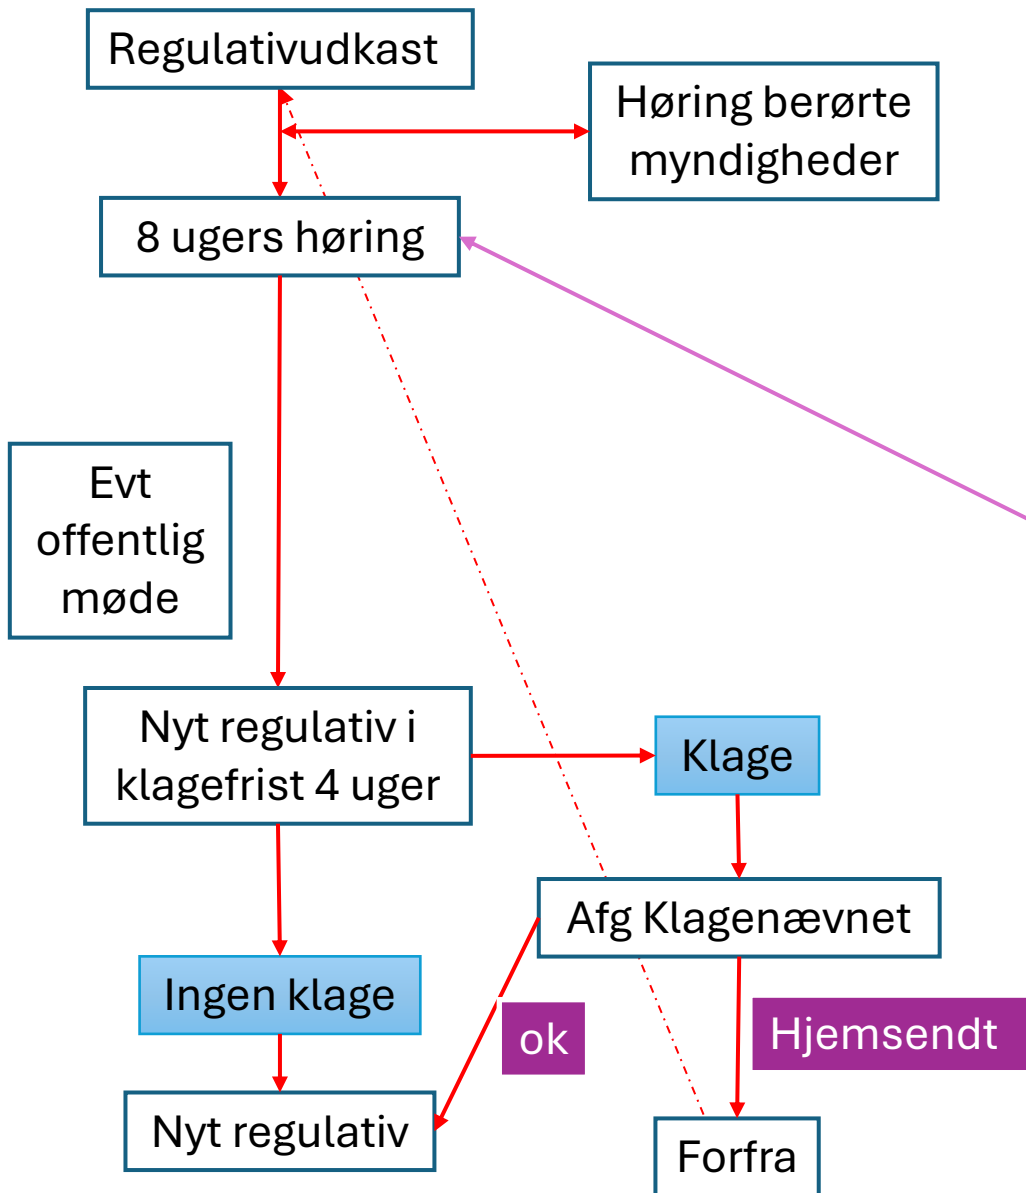 Regulativudkast
Høring berørte
myndigheder
8 ugers høring
Evt
offentlig
møde
Nyt regulativ i
klagefrist 4 uger
Klage
Afg Klagenævnet
Ingen klage
ok
Hjemsendt
Nyt regulativ
Forfra